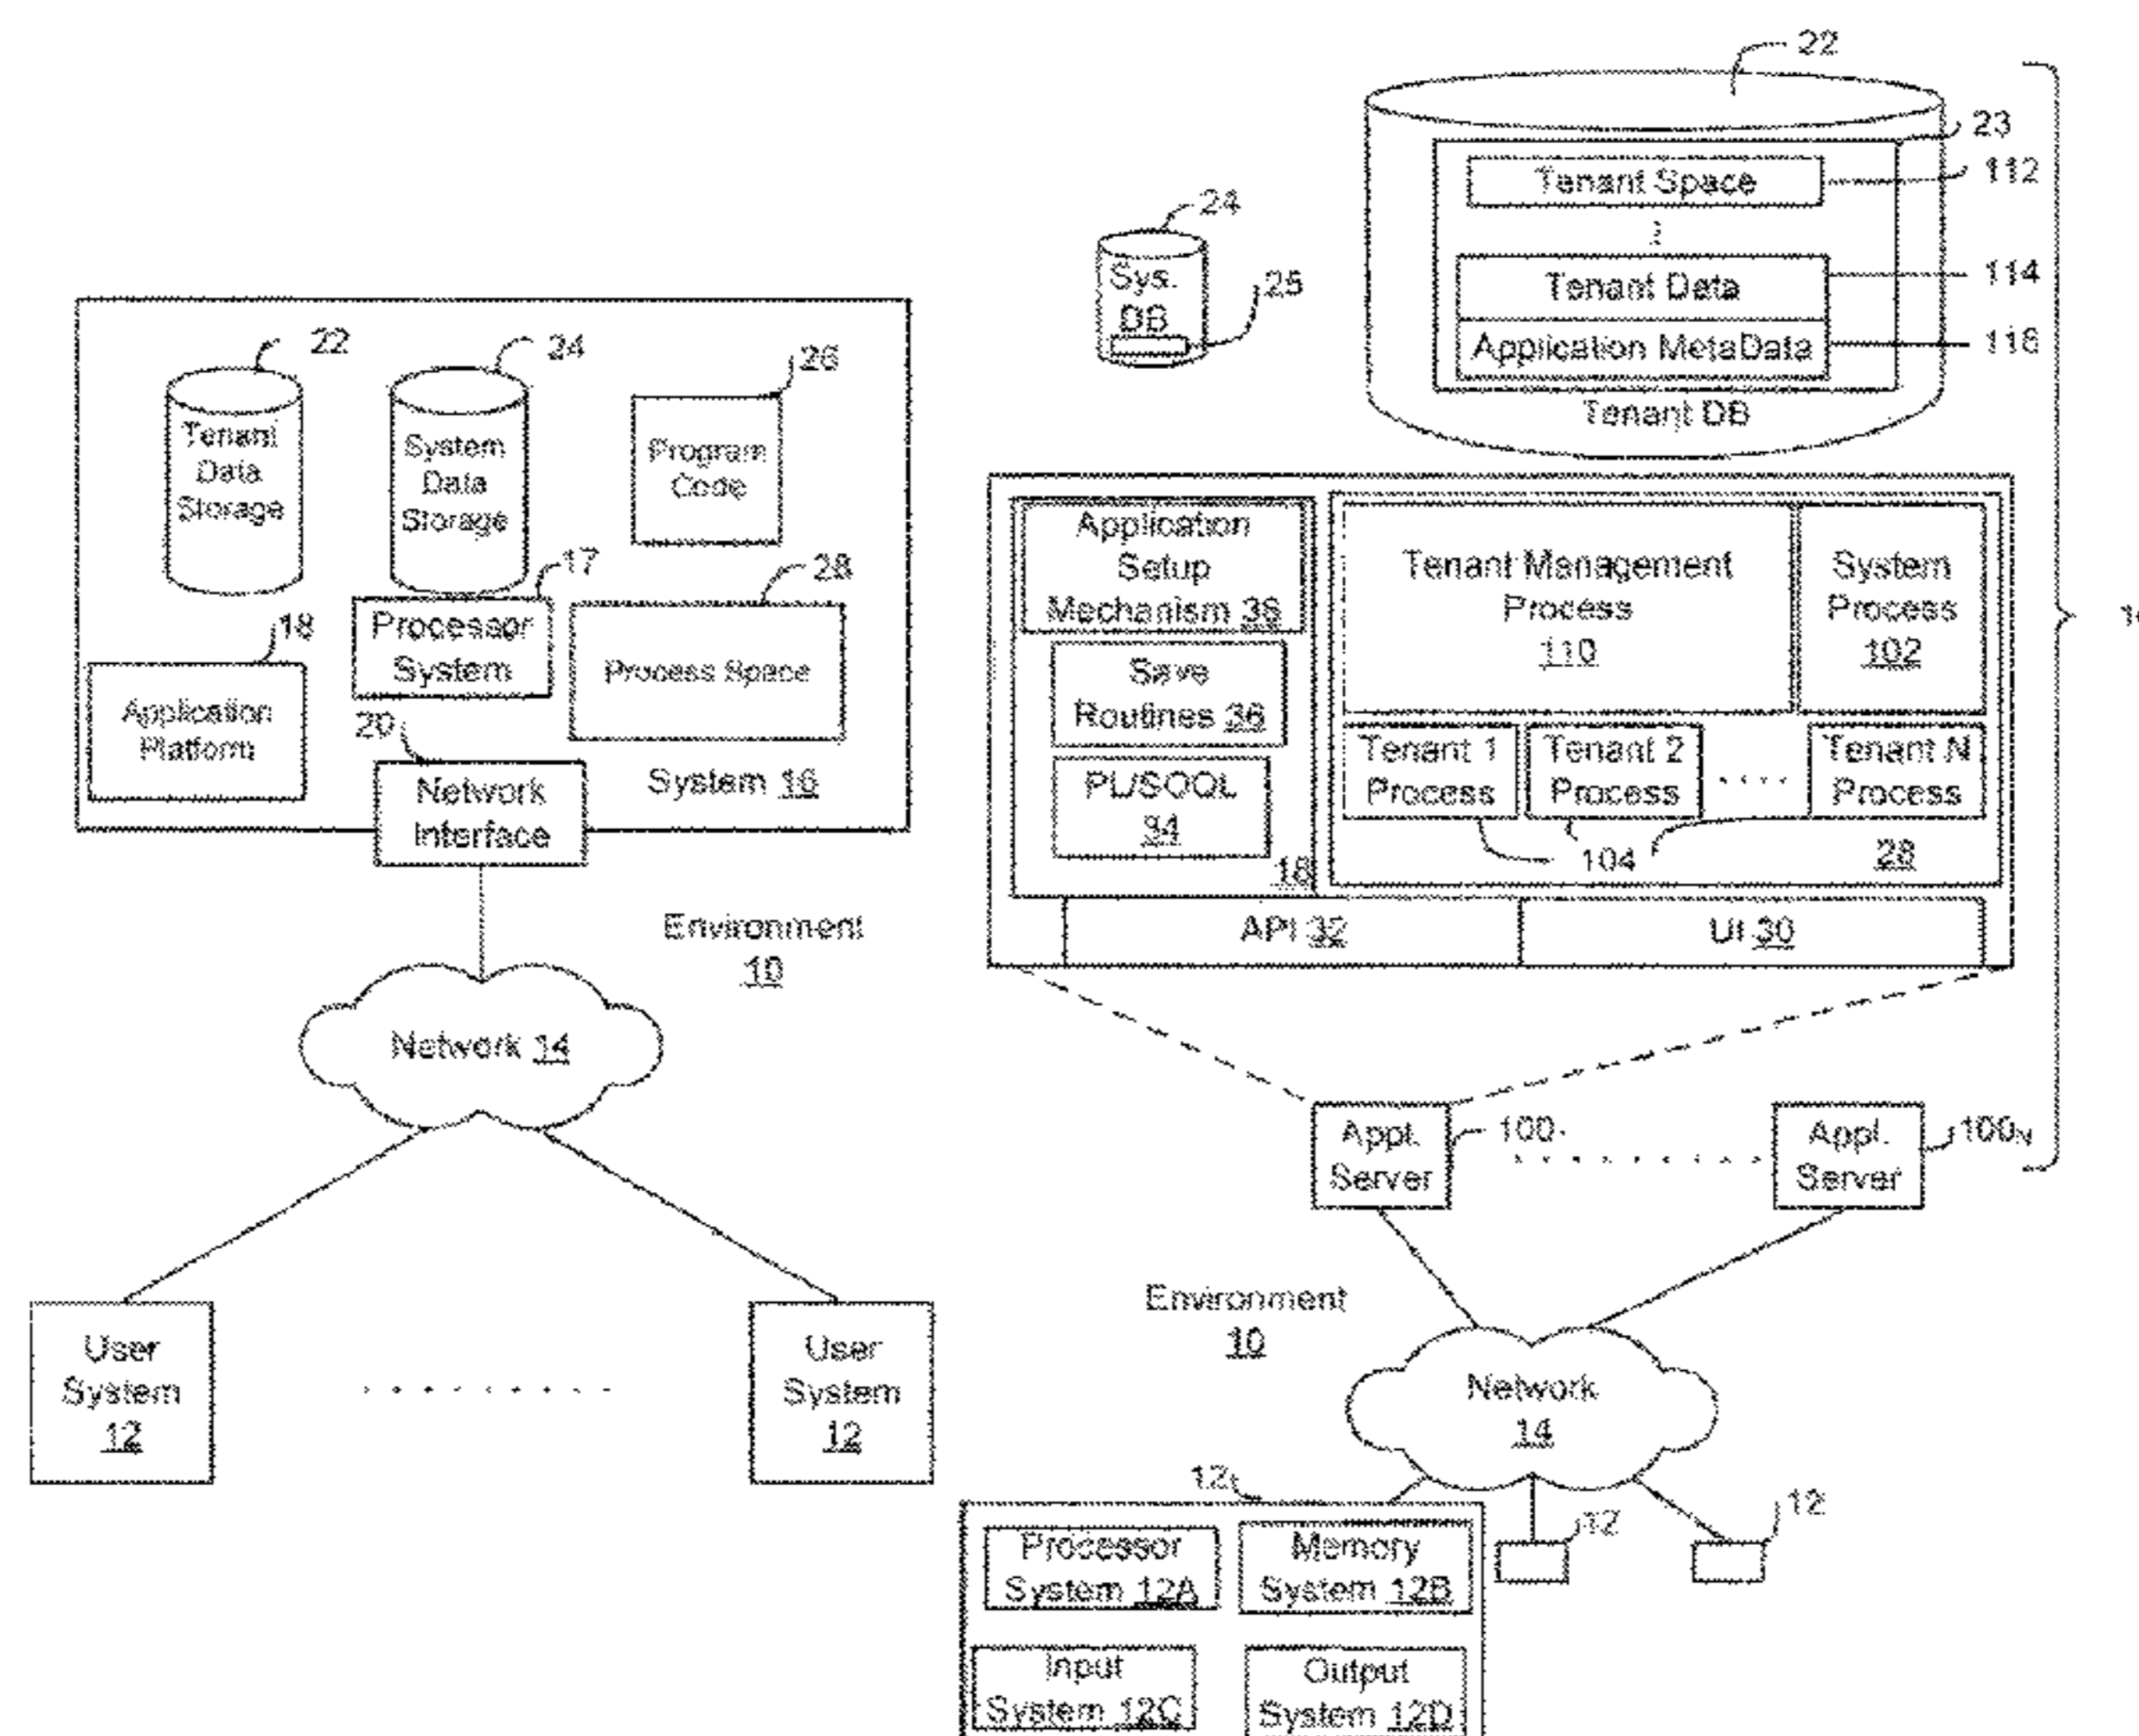 22
24
26
Tenant
Data
Storage
System
Data
Storage
Program
Code
17
28
18
Processor
System
Process Space
Application
Platform
20
Network
Interface
System 16
Environment
10
Network 14
User
System
12
User
System
12
22
23
Tenant Space
112
24
Sys.
DB
25
Tenant Data
114
Application MetaData
116
Tenant DB
Application
Setup
Mechanism 38
Tenant Management
Process
110
System
Process
102
Save
Routines 36
PL/SOQL
34
Tenant 1
Process
Tenant 2
Process
Tenant N
Process
18
104
28
API 32
UI 30
Appl.
Server
100
Appl.
Server
100N
Environment
10
Network
14
12
12
12
Processor
System 12A
Memory
System 12B
Input
System 12C
Output
System 12D